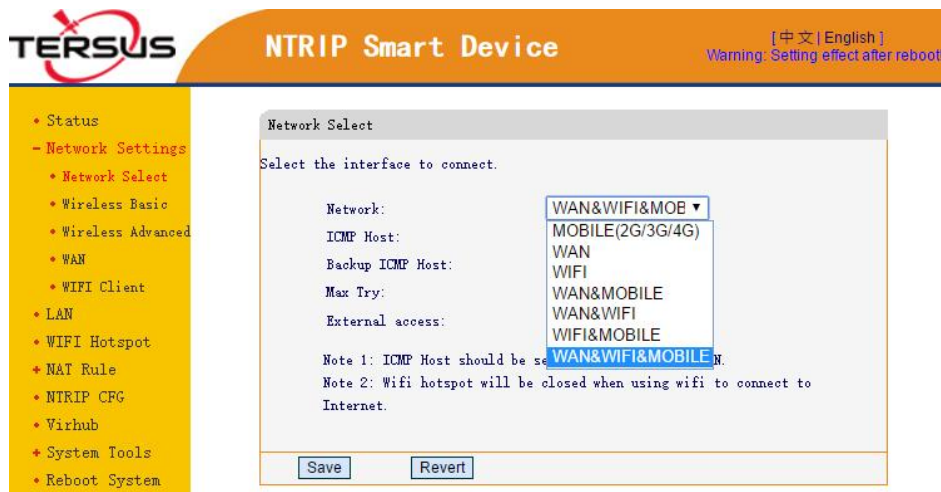 TERSUS
NTRIP Smart Device
[ 中文 | English ]
Warning: Setting effect after reboot
Status
Network Settings
Network Select
Wireless Basic
Wireless Advanced
WAN
WIFI Client
LAN
WIFI Hotspot
NAT Rule
NTRIP CFG
Virhub
System Tools
Reboot System
Network Select
Select the interface to connect.
Network: WAN&WIFI&MOB
ICMP Host:
Backup ICMP Host:
Max Try:
External access:
MOBILE(2G/3G/4G)
WAN
WIFI
WAN&MOBILE
WAN&WIFI
WIFI&MOBILE
WAN&WIFI&MOBILE
Note 1: ICMP Host should be se N.
Note 2: Wifi hotspot will be closed when using wifi to connect to
Internet.
Save Revert